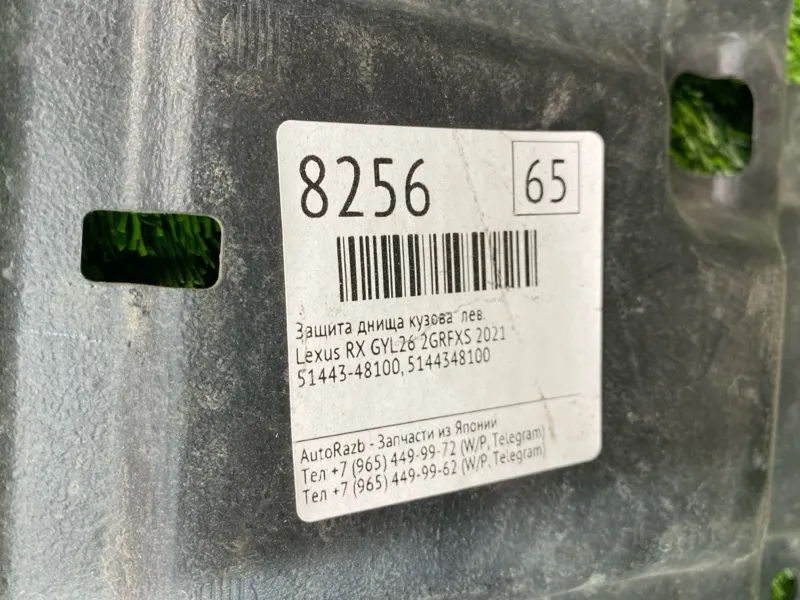 8256
65
Защита днища кузова лев.
Lexus RX GYL26 2GRFXS 2021
51443-48100, 5144348100
AutoRazb - Запчасти из Японии
Тел +7 (965) 449-99-72 (W/P, Telegram)
Тел +7 (965) 449-99-62 (W/P, Telegram)